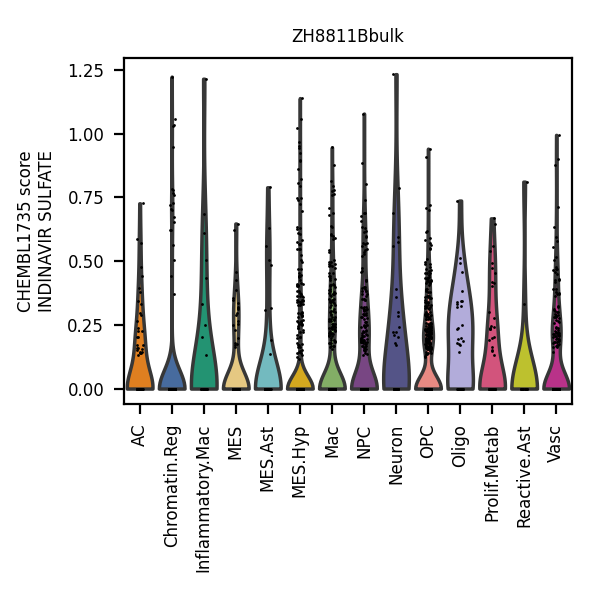 ZH8811Bbulk
CHEMBL1735 score
INDINAVIR SULFATE
1.25
1.00
0.75
0.50
0.25
0.00
AC
Chromatin.Reg
Inflammatory.Mac
MES
MES.Ast
MES.Hyp
Mac
NPC
Neuron
OPC
Oligo
Prolif.Metab
Reactive.Ast
Vasc